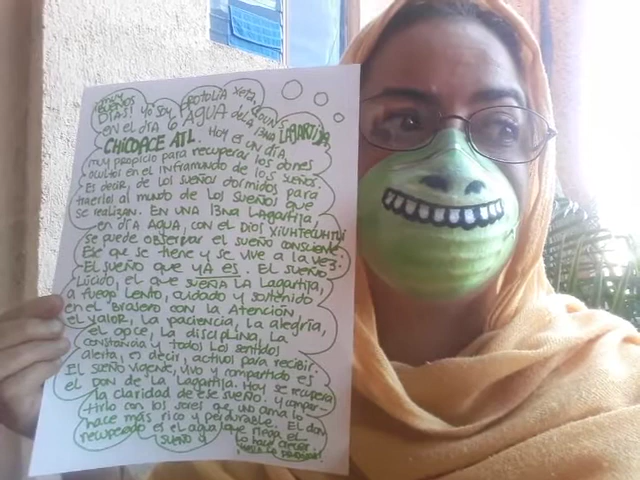 ¡MUY BUENOS
DÍAS! YO SOY
EN EL DÍA 6 AGUA DE LA 13NA LAGARTIJA
CHICOACE ATL. HOY ES UN DÍA
MUY PROPICIO PARA RECUPERAR LOS DONES
OCULTOS EN EL INFRAMUNDO DE LOS SUEÑOS.
ES DECIR, DE LOS SUEÑOS DORMIDOS PARA
TRAERLOS AL MUNDO DE LOS SUEÑOS QUE
SE REALIZAN. EN UNA 13NA LAGARTIJA,
EN DÍA AGUA, CON EL DIOS XIUHTECUHTLI
SE PUEDE OBSERVAR EL SUEÑO CONSCIENTE.
ESE QUE SE TIENE Y SE VIVE A LA VEZ.
EL SUEÑO QUE YA ES. EL SUEÑO
LÚCIDO, EL QUE SUEÑA LA LAGARTIJA,
A FUEGO LENTO, CUIDADO Y SOSTENIDO
EN EL BRASERO CON LA ATENCIÓN
EL VALOR, LA PACIENCIA, LA ALEGRÍA,
EL GOCE, LA DISCIPLINA, LA
CONSTANCIA, Y TODOS LOS SENTIDOS
ALERTA, ES DECIR, ACTIVOS PARA RECIBIR.
EL SUEÑO VIGENTE, VIVO Y COMPARTIDO ES
EL DON DE LA LAGARTIJA. HOY SE RECUPERA
LA CLARIDAD DE ESE SUEÑO. Y COMPAR-
TIRLO CON LOS SERES QUE UNO AMA LO
HACE MÁS RICO Y PERDURABLE. EL DON
RECUPERADO ES EL AGUA QUE RIEGA EL
SUEÑO Y LO HACE CRECER